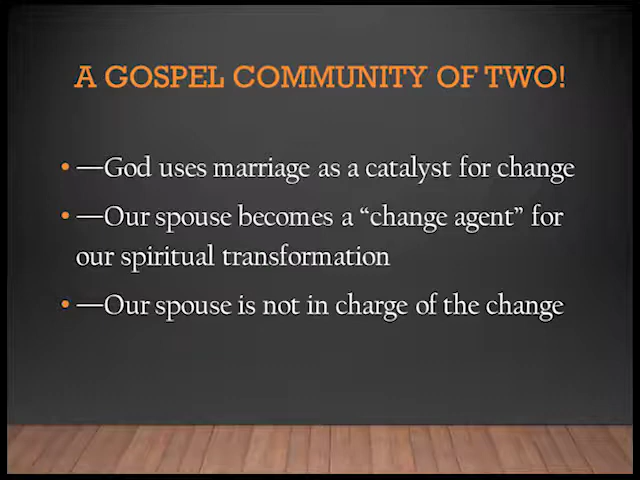 A GOSPEL COMMUNITY OF TWO!
• —God uses marriage as a catalyst for change
• —Our spouse becomes a “change agent” for
our spiritual transformation
• —Our spouse is not in charge of the change